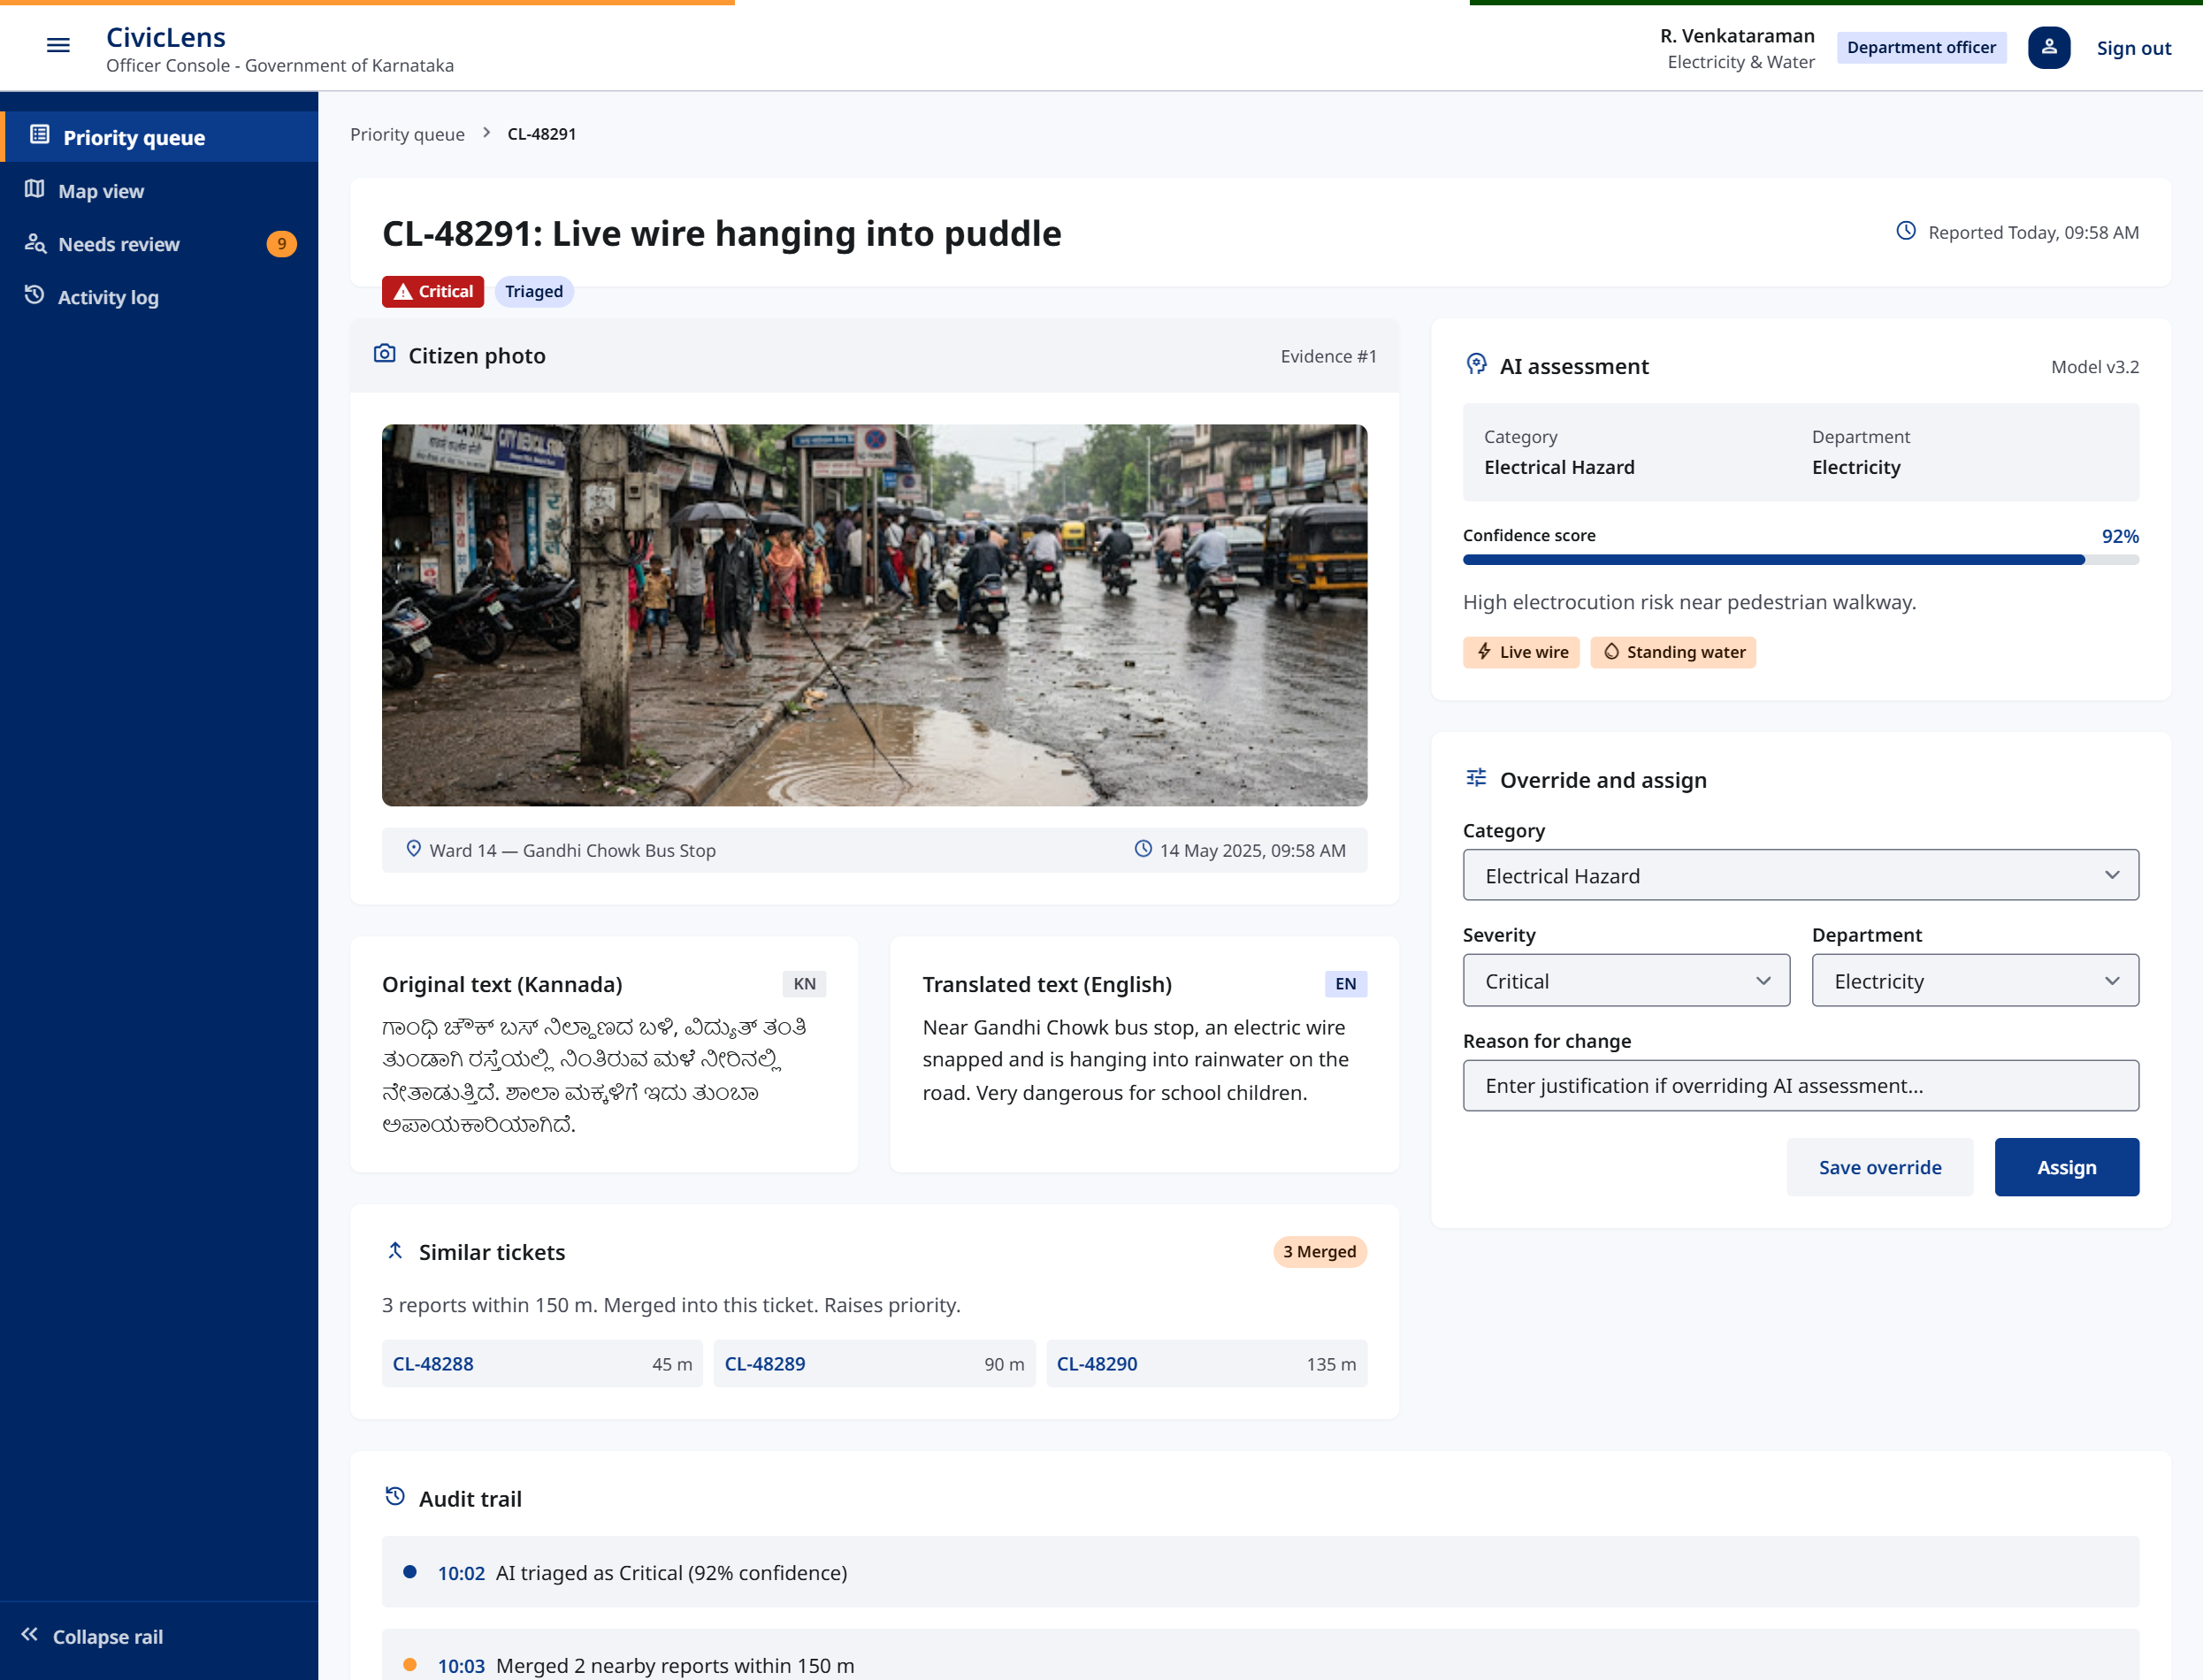 CivicLens
Officer Console - Government of Karnataka
R. Venkataraman
Electricity & Water
Department officer
Sign out
Priority queue
Map view
Needs review
9
Activity log
Collapse rail
Priority queue
CL-48291
CL-48291: Live wire hanging into puddle
Reported Today, 09:58 AM
Critical
Triaged
Citizen photo
Evidence #1
CITY MEDICAL STORE
NO PARKING
Ward 14 — Gandhi Chowk Bus Stop
14 May 2025, 09:58 AM
Original text (Kannada)
KN
ಗಾಂಧಿ ಚೌಕ್ ಬಸ್ ನಿಲ್ದಾಣದ ಬಳಿ, ವಿದ್ಯುತ್ ತಂತಿ
ತುಂಡಾಗಿ ರಸ್ತೆಯಲ್ಲಿ ನಿಂತಿರುವ ಮಳೆ ನೀರಿನಲ್ಲಿ
ನೇತಾಡುತ್ತಿದೆ. ಶಾಲಾ ಮಕ್ಕಳಿಗೆ ಇದು ತುಂಬಾ
ಅಪಾಯಕಾರಿಯಾಗಿದೆ.
Translated text (English)
EN
Near Gandhi Chowk bus stop, an electric wire
snapped and is hanging into rainwater on the
road. Very dangerous for school children.
Similar tickets
3 Merged
3 reports within 150 m. Merged into this ticket. Raises priority.
CL-48288
45 m
CL-48289
90 m
CL-48290
135 m
AI assessment
Model v3.2
Category
Electrical Hazard
Department
Electricity
Confidence score
92%
High electrocution risk near pedestrian walkway.
Live wire
Standing water
Override and assign
Category
Electrical Hazard
Severity
Critical
Department
Electricity
Reason for change
Enter justification if overriding AI assessment...
Save override
Assign
Audit trail
10:02 AI triaged as Critical (92% confidence)
10:03 Merged 2 nearby reports within 150 m